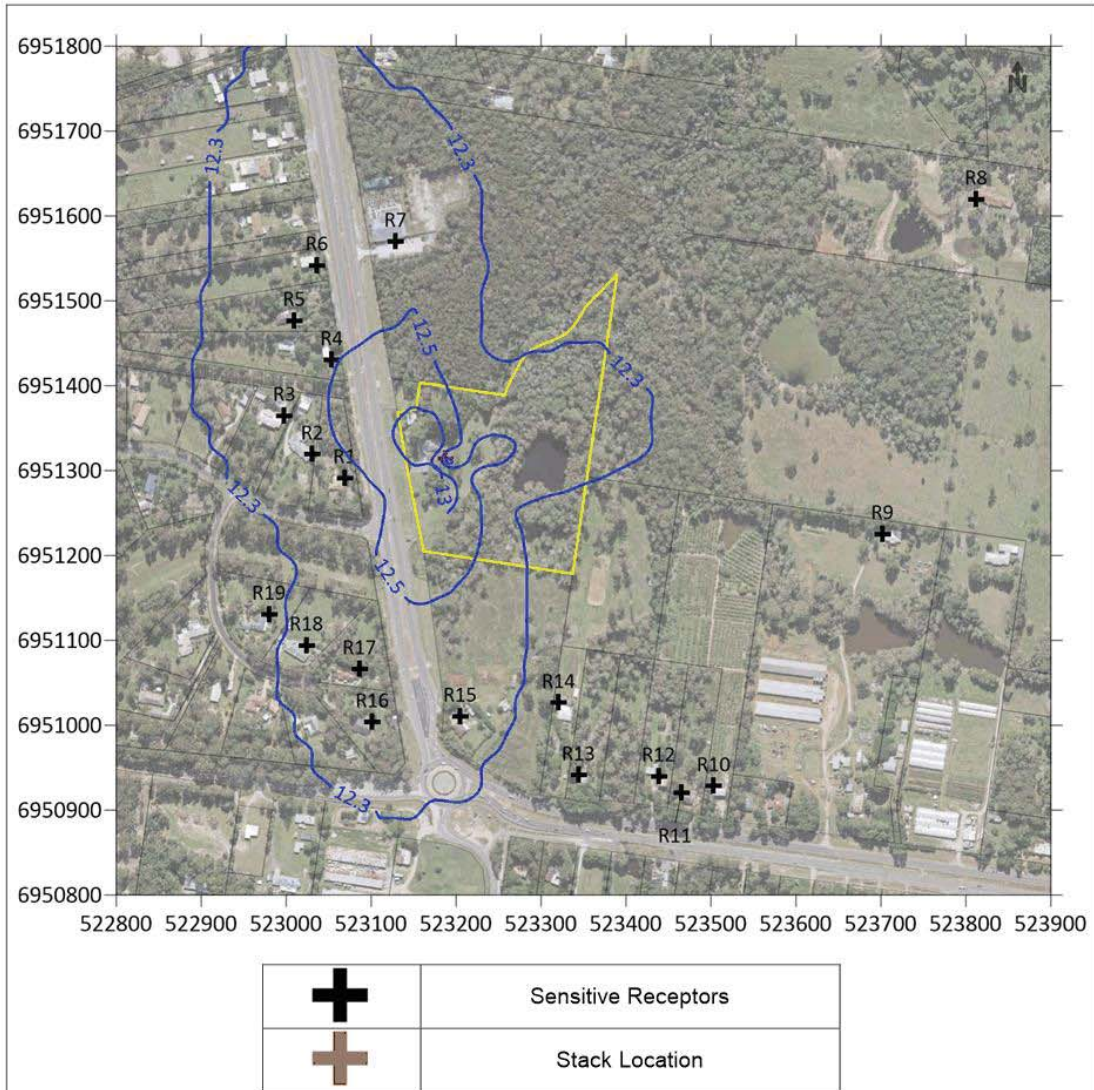 6951800
N
6951700
12.3
12.3
R8
6951600
R7
R6
6951500
R5
12.5
R4
6951400
12.3
R3
R2
R1
6951300
13
12.3
R9
6951200
12.5
R19
6951100
R18
R17
R14
R16
R15
6951000
R13
R12
R10
12.3
6950900
R11
6950800
522800 522900 523000 523100 523200 523300 523400 523500 523600 523700 523800 523900
Sensitive Receptors
Stack Location